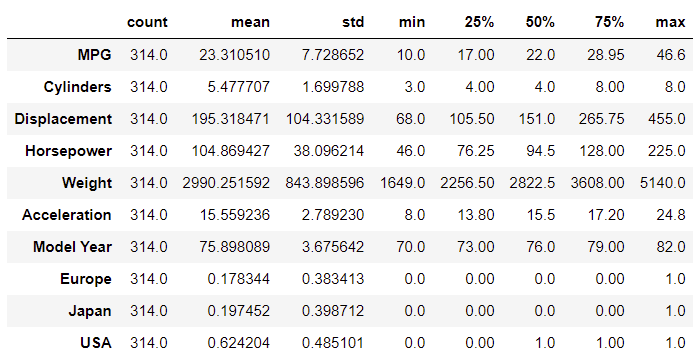 count mean std min 25% 50% 75% max
MPG 314.0 23.310510 7.728652 10.0 17.00 22.0 28.95 46.6
Cylinders 314.0 5.477707 1.699788 3.0 4.00 4.0 8.00 8.0
Displacement 314.0 195.318471 104.331589 68.0 105.50 151.0 265.75 455.0
Horsepower 314.0 104.869427 38.096214 46.0 76.25 94.5 128.00 225.0
Weight 314.0 2990.251592 843.898596 1649.0 2256.50 2822.5 3608.00 5140.0
Acceleration 314.0 15.559236 2.789230 8.0 13.80 15.5 17.20 24.8
Model Year 314.0 75.898089 3.675642 70.0 73.00 76.0 79.00 82.0
Europe 314.0 0.178344 0.383413 0.0 0.00 0.0 0.00 1.0
Japan 314.0 0.197452 0.398712 0.0 0.00 0.0 0.00 1.0
USA 314.0 0.624204 0.485101 0.0 0.00 1.0 1.00 1.0